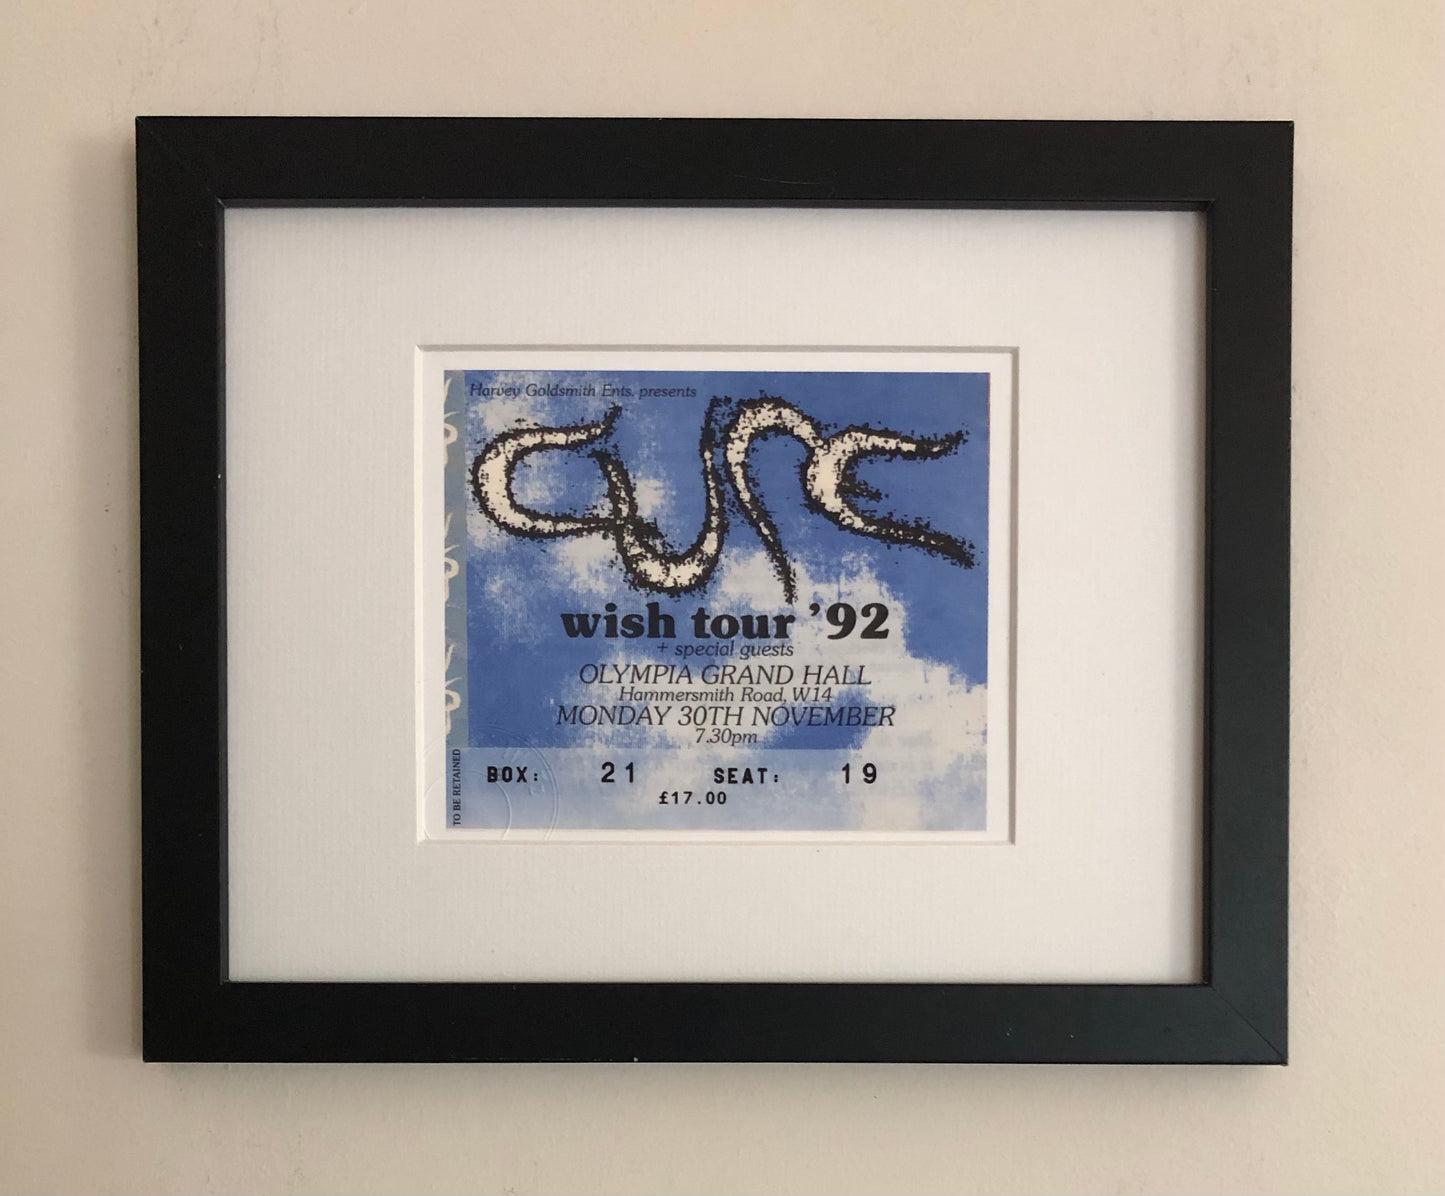 Harvey Goldsmith Ents. presents
CURE
wish tour '92
+ special guests
OLYMPIA GRAND HALL
Hammersmith Road, W14
MONDAY 30TH NOVEMBER
7.30pm
BOX: 21 SEAT: 19
£17.00
TO BE RETAINED